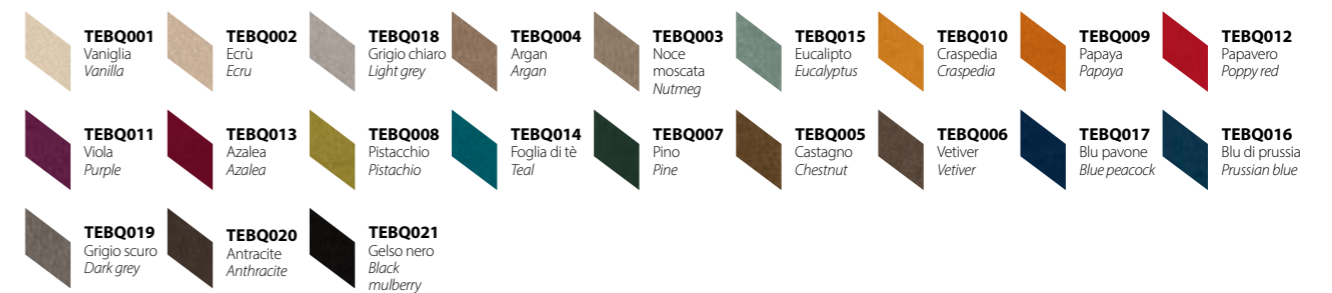 TEBQ001
Vaniglia
Vanilla
TEBQ002
Ecrù
Ecru
TEBQ018
Grigio chiaro
Light grey
TEBQ004
Argan
Argan
TEBQ003
Noce
moscata
Nutmeg
TEBQ015
Eucalipto
Eucalyptus
TEBQ010
Craspedia
Craspedia
TEBQ009
Papaya
Papaya
TEBQ012
Papavero
Poppy red
TEBQ011
Viola
Purple
TEBQ013
Azalea
Azalea
TEBQ008
Pistacchio
Pistachio
TEBQ014
Foglia di tè
Teal
TEBQ007
Pino
Pine
TEBQ005
Castagno
Chestnut
TEBQ006
Vetiver
Vetiver
TEBQ017
Blu pavone
Blue peacock
TEBQ016
Blu di prussia
Prussian blue
TEBQ019
Grigio scuro
Dark grey
TEBQ020
Antracite
Anthracite
TEBQ021
Gelso nero
Black
mulberry